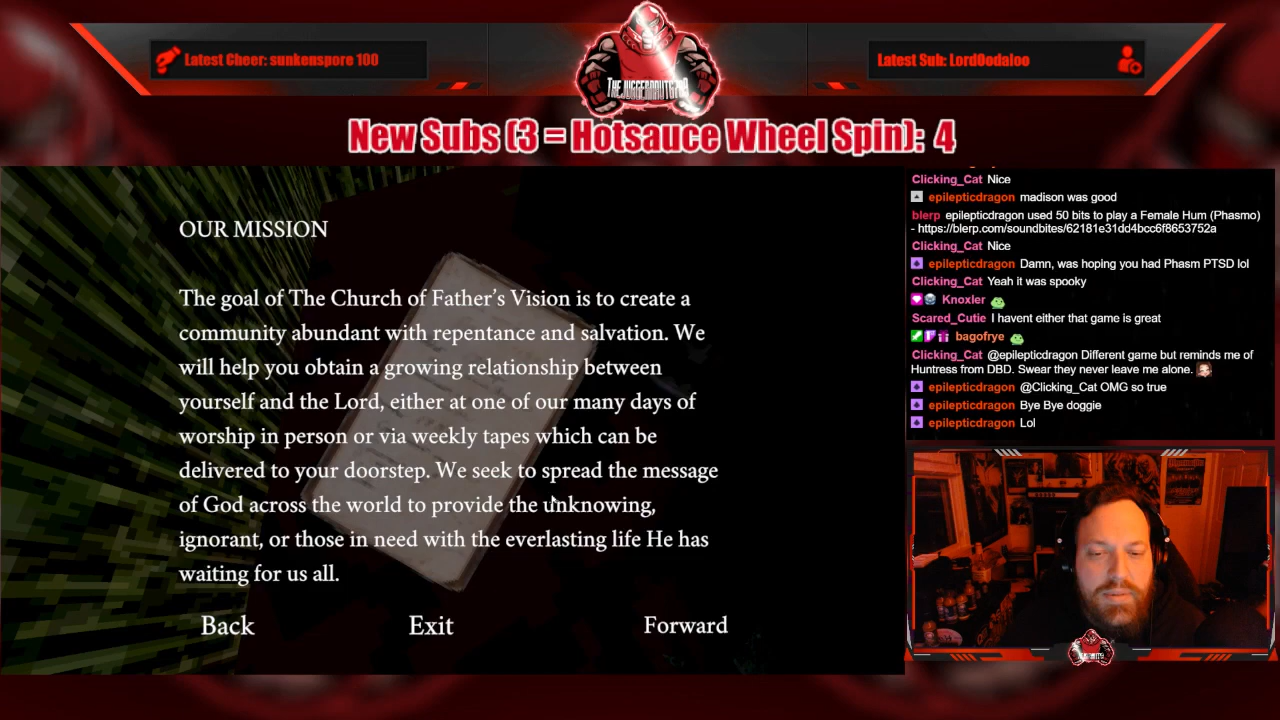 Latest Cheer: sunkenspore 100
THEJUGGERNAUT6789
Latest Sub: LordOodaloo
New Subs (3 = Hotsauce Wheel Spin): 4
OUR MISSION
The goal of The Church of Father's Vision is to create a
community abundant with repentance and salvation. We
will help you obtain a growing relationship between
yourself and the Lord, either at one of our many days of
worship in person or via weekly tapes which can be
delivered to your doorstep. We seek to spread the message
of God across the world to provide the unknowing,
ignorant, or those in need with the everlasting life He has
waiting for us all.
Back Exit Forward
Clicking_Cat Nice
epilepticdragon madison was good
blerp epilepticdragon used 50 bits to play a Female Hum (Phasmo)
- https://blerp.com/soundbites/62181e31dd4bcc6f8653752a
Clicking_Cat Nice
epilepticdragon Damn, was hoping you had Phasm PTSD lol
Clicking_Cat Yeah it was spooky
Knoxler
Scared_Cutie I havent either that game is great
bagofrye
Clicking_Cat @epilepticdragon Different game but reminds me of
Huntress from DBD. Swear they never leave me alone.
epilepticdragon @Clicking_Cat OMG so true
epilepticdragon Bye Bye doggie
epilepticdragon Lol